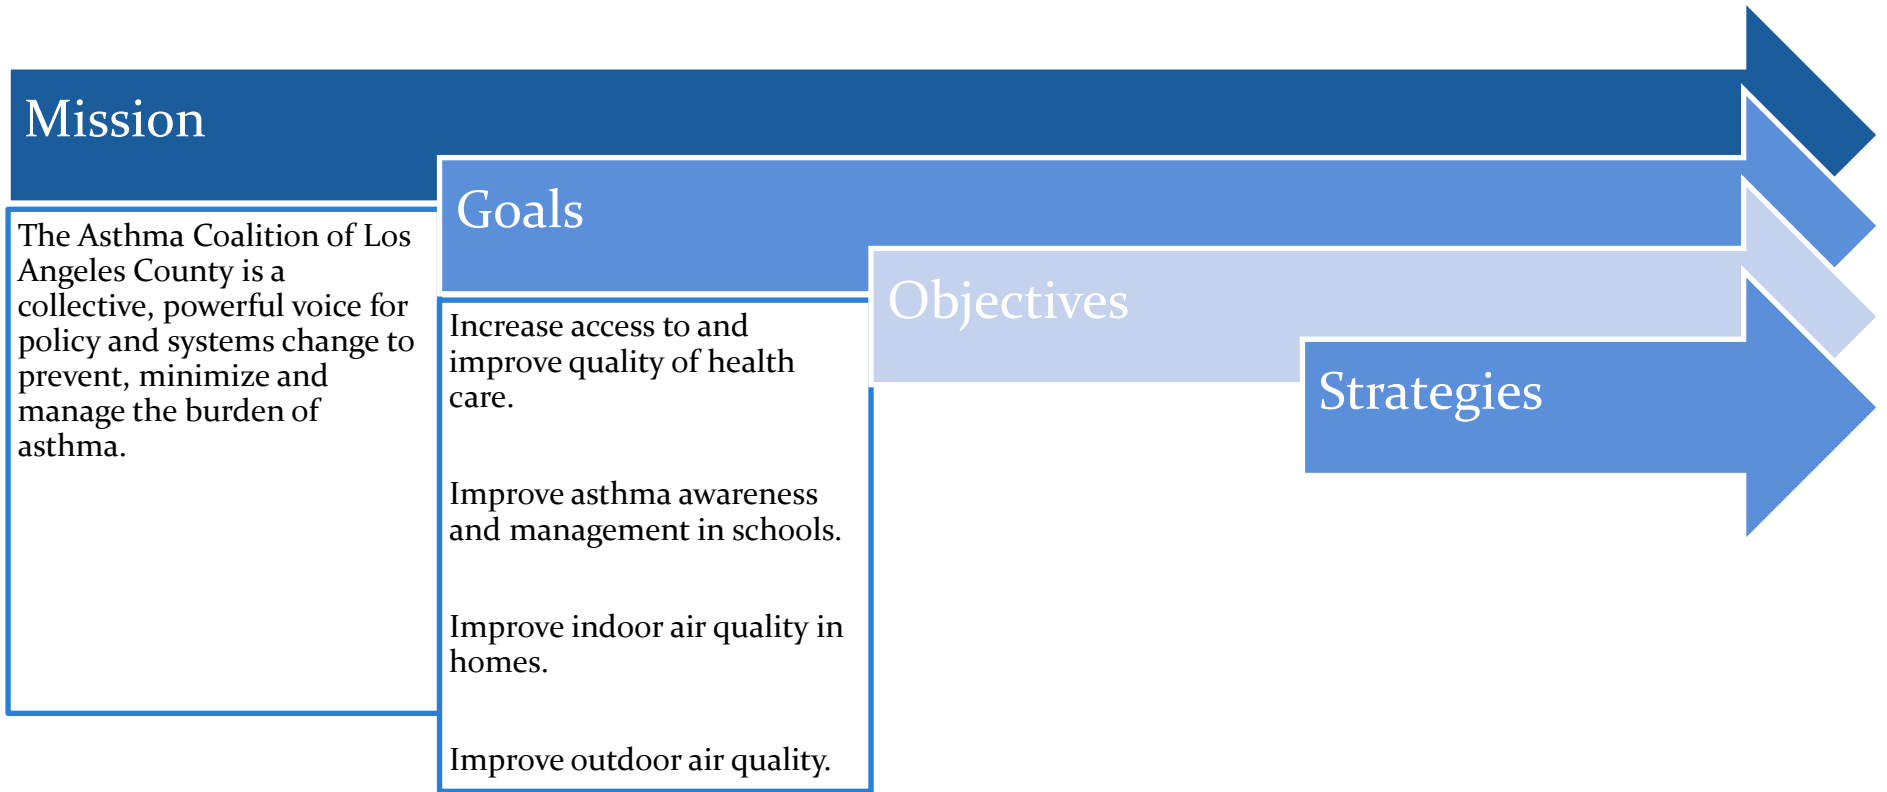 Mission
The Asthma Coalition of Los
Angeles County is a
collective, powerful voice for
policy and systems change to
prevent, minimize and
manage the burden of
asthma.
Goals
Increase access to and
improve quality of health
care.
Improve asthma awareness
and management in schools.
Improve indoor air quality in
homes.
Improve outdoor air quality.
Objectives
Strategies